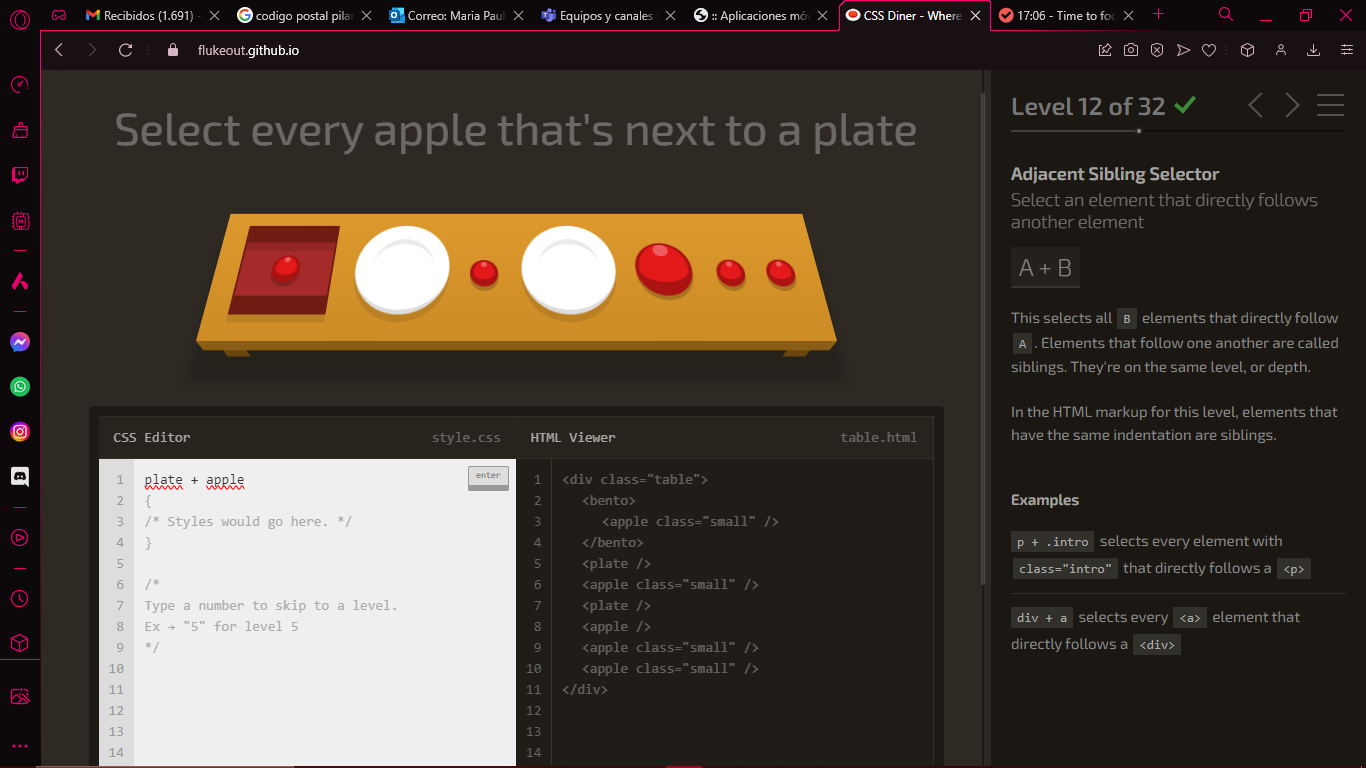 Recibidos (1.691) -
codigo postal pila
Correo: Maria Paul
Equipos y canales
:: Aplicaciones móv
CSS Diner - Where
17:06 - Time to foc
flukeout.github.io
Select every apple that's next to a plate
CSS Editor
style.css
HTML Viewer
table.html
enter
1 plate + apple
2 {
3 /* Styles would go here. */
4 }
5
6 /*
7 Type a number to skip to a level.
8 Ex → "5" for level 5
9 */
10
11
12
13
14
1 <div class="table">
2 <bento>
3 <apple class="small" />
4 </bento>
5 <plate />
6 <apple class="small" />
7 <plate />
8 <apple />
9 <apple class="small" />
10 <apple class="small" />
11 </div>
12
13
14
Level 12 of 32
Adjacent Sibling Selector
Select an element that directly follows
another element
A + B
This selects all B elements that directly follow
A . Elements that follow one another are called
siblings. They're on the same level, or depth.
In the HTML markup for this level, elements that
have the same indentation are siblings.
Examples
p + .intro selects every element with
class="intro" that directly follows a <p>
div + a selects every <a> element that
directly follows a <div>